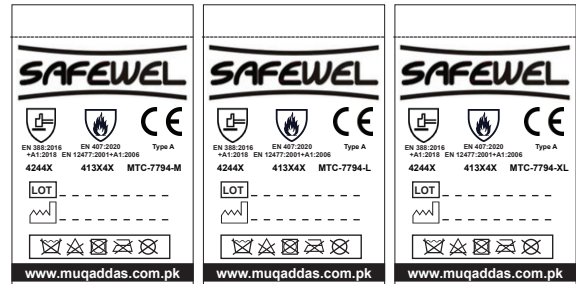 SAFEWEL
EN 388:2016
+A1:2018
EN 407:2020
EN 12477:2001+A1:2006
CE
Type A
4244X 413X4X MTC-7794-M
LOT
www.muqaddas.com.pk
SAFEWEL
EN 388:2016
+A1:2018
EN 407:2020
EN 12477:2001+A1:2006
CE
Type A
4244X 413X4X MTC-7794-L
LOT
www.muqaddas.com.pk
SAFEWEL
EN 388:2016
+A1:2018
EN 407:2020
EN 12477:2001+A1:2006
CE
Type A
4244X 413X4X MTC-7794-XL
LOT
www.muqaddas.com.pk